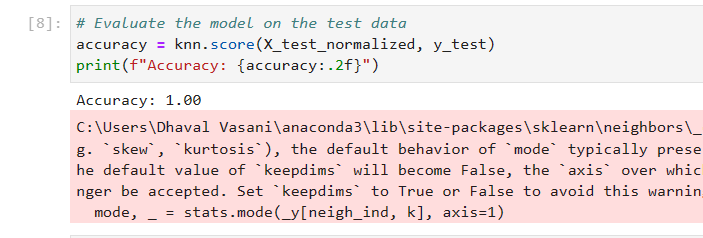 [8]: # Evaluate the model on the test data
accuracy = knn.score(X_test_normalized, y_test)
print(f"Accuracy: {accuracy:.2f}")
Accuracy: 1.00
C:\Users\Dhaval Vasani\anaconda3\lib\site-packages\sklearn\neighbors\_
g. `skew`, `kurtosis`), the default behavior of `mode` typically prese
he default value of `keepdims` will become False, the `axis` over whic
nger be accepted. Set `keepdims` to True or False to avoid this warnin
mode, _ = stats.mode(_y[neigh_ind, k], axis=1)